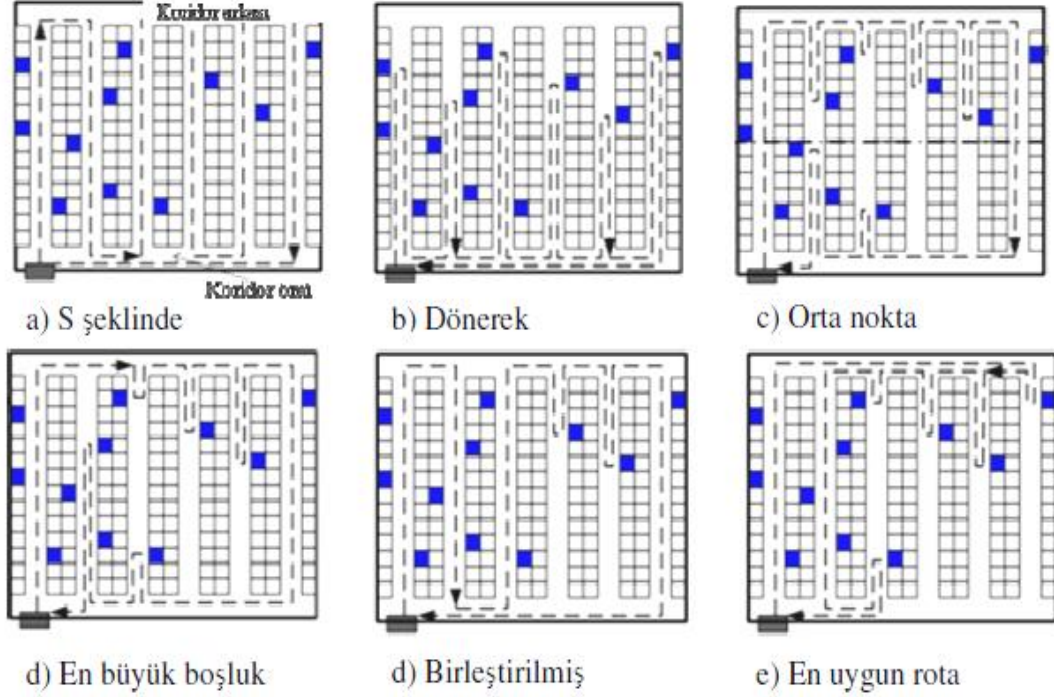 Koridor arkası
Koridor önü
a) S şeklinde
b) Dönerek
c) Orta nokta
d) En büyük boşluk
d) Birleştirilmiş
e) En uygun rota